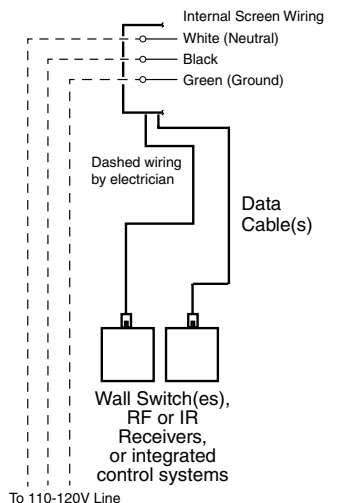 Internal Screen Wiring
White (Neutral)
Black
Green (Ground)
Dashed wiring
by electrician
Data
Cable(s)
Wall Switch(es),
RF or IR
Receivers,
or integrated
control systems
To 110-120V Line